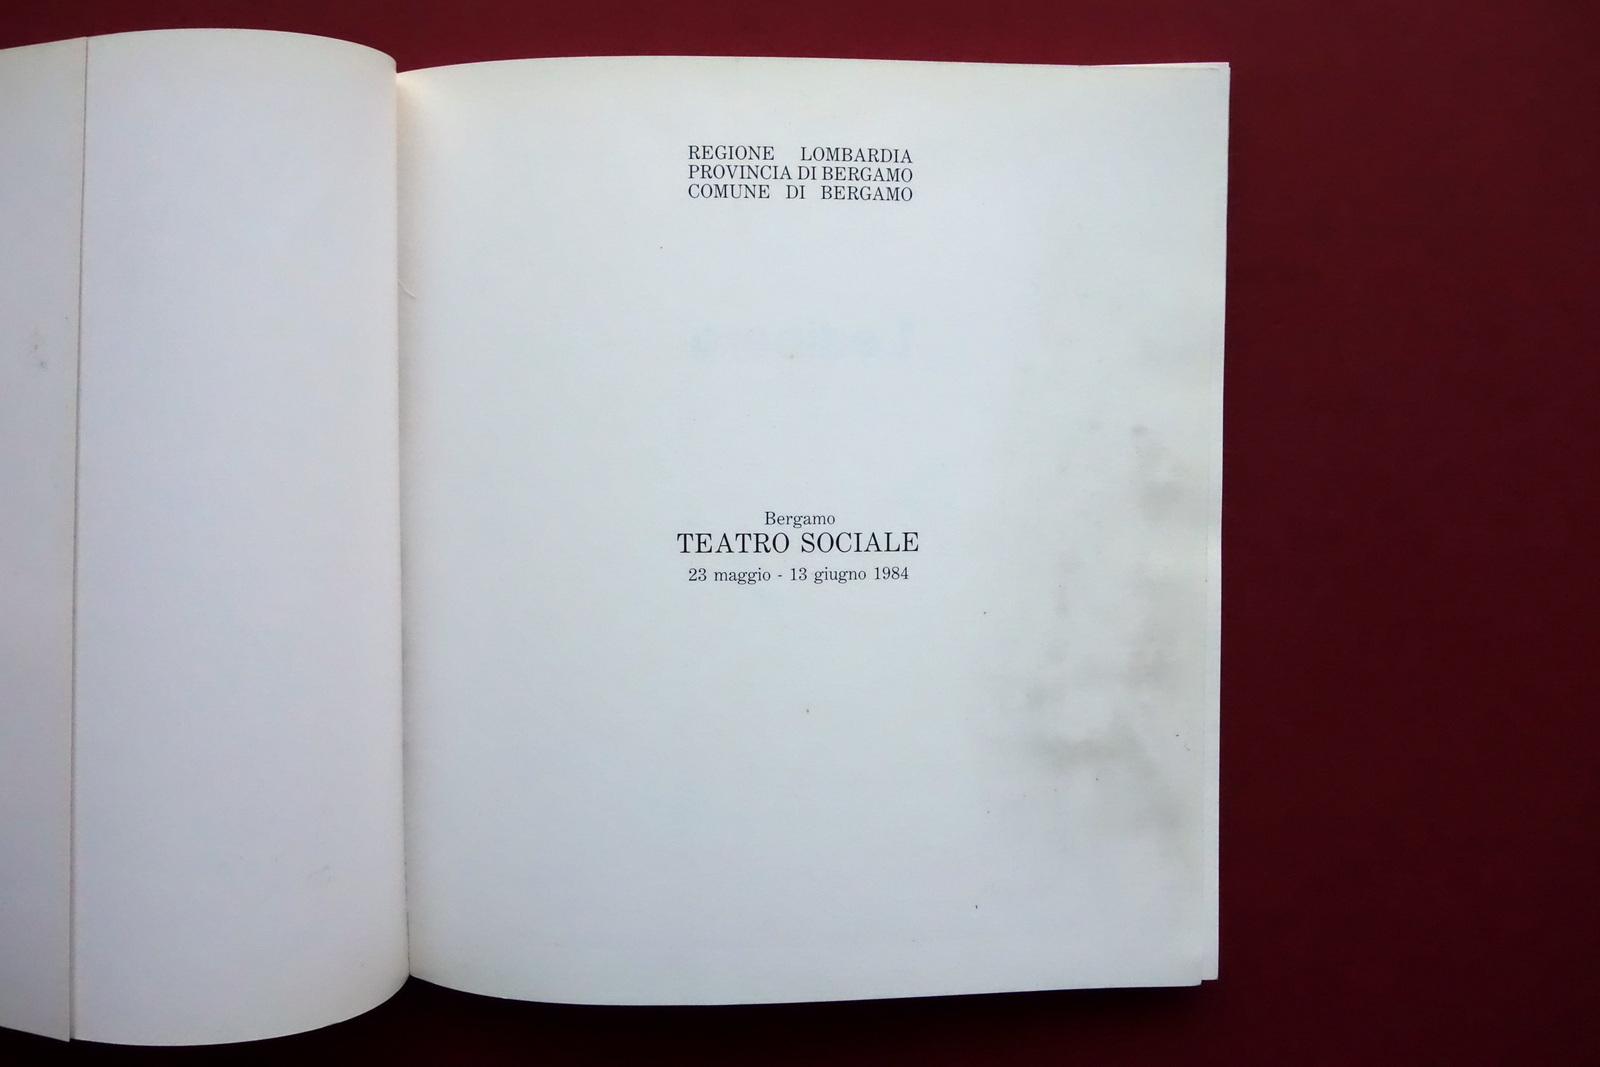 REGIONE LOMBARDIA
PROVINCIA DI BERGAMO
COMUNE DI BERGAMO
Bergamo
TEATRO SOCIALE
23 maggio - 13 giugno 1984